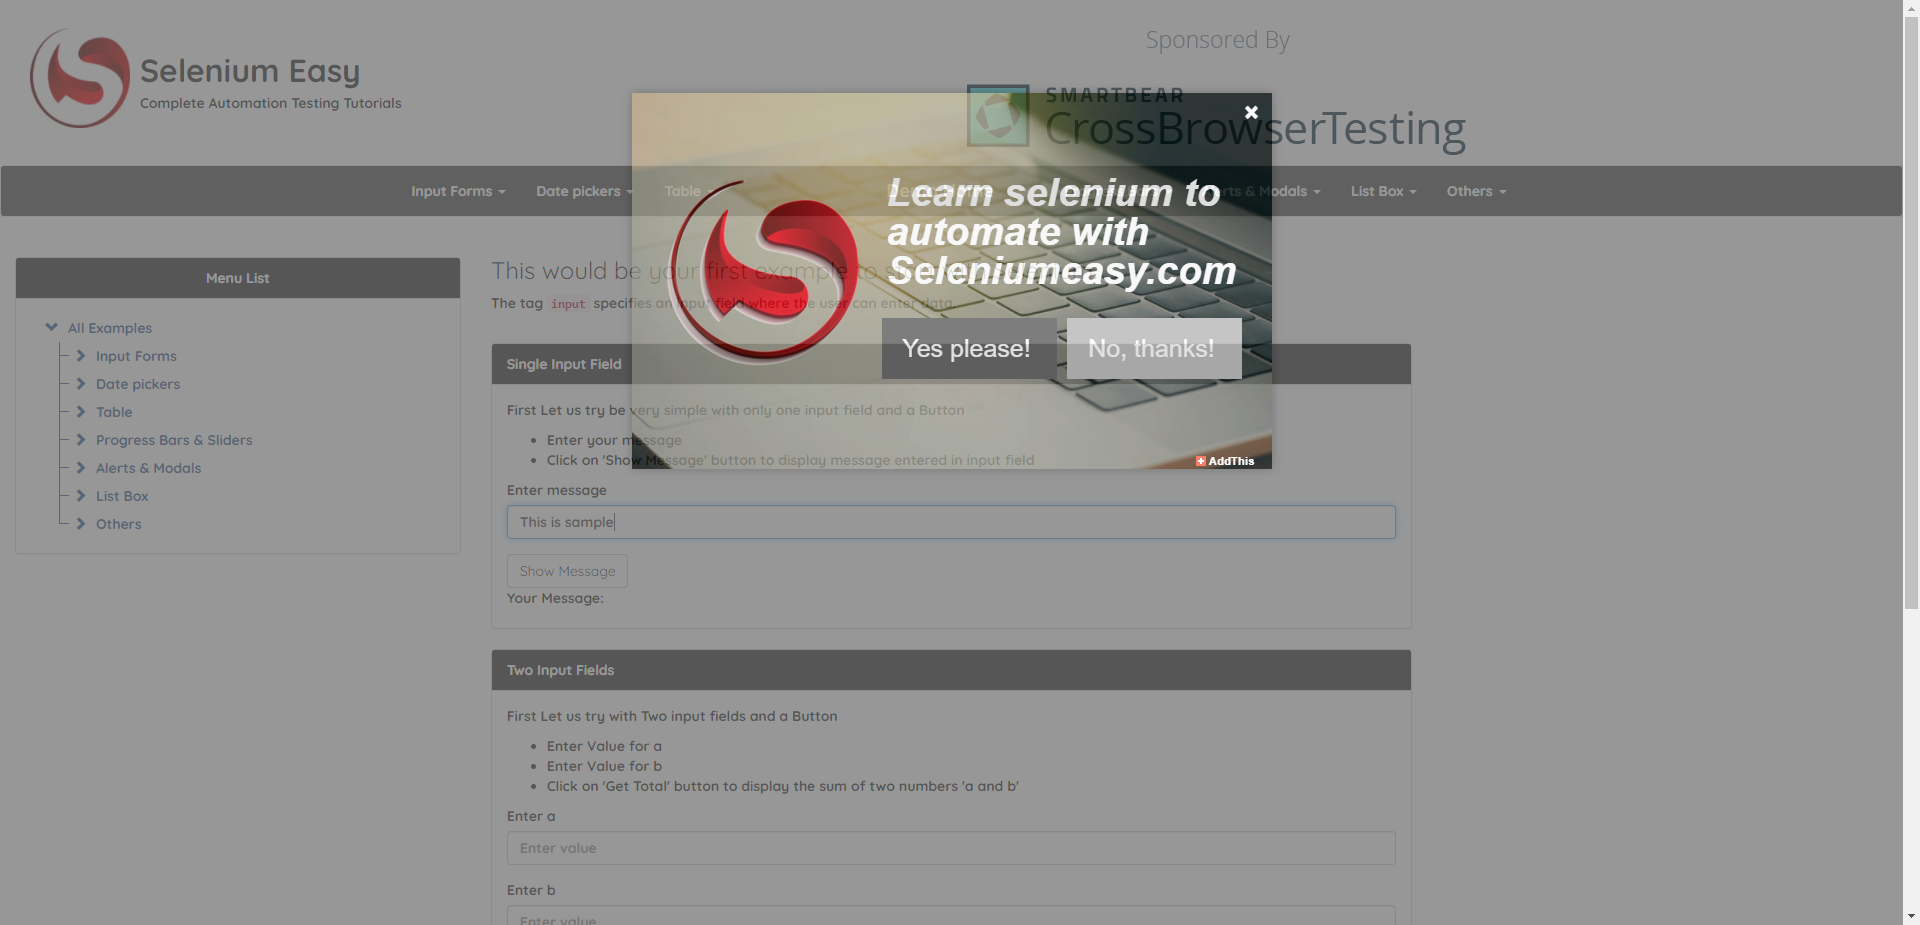 Selenium Easy
Complete Automation Testing Tutorials
Sponsored By
SMARTBEAR
CrossBrowserTesting
Input Forms
Date pickers
Table
& Modals
List Box
Others
Learn selenium to
automate with
Seleniumeasy.com
Yes please!
No, thanks!
AddThis
Menu List
All Examples
Input Forms
Date pickers
Table
Progress Bars & Sliders
Alerts & Modals
List Box
Others
This would be your first example to
The tag input specifies an input field where the user can enter data.
Single Input Field
First Let us try be very simple with only one input field and a Button
Enter your message
Click on 'Show Message' button to display message entered in input field
Enter message
This is sample
Show Message
Your Message:
Two Input Fields
First Let us try with Two input fields and a Button
Enter Value for a
Enter Value for b
Click on 'Get Total' button to display the sum of two numbers 'a and b'
Enter a
Enter value
Enter b
Enter value